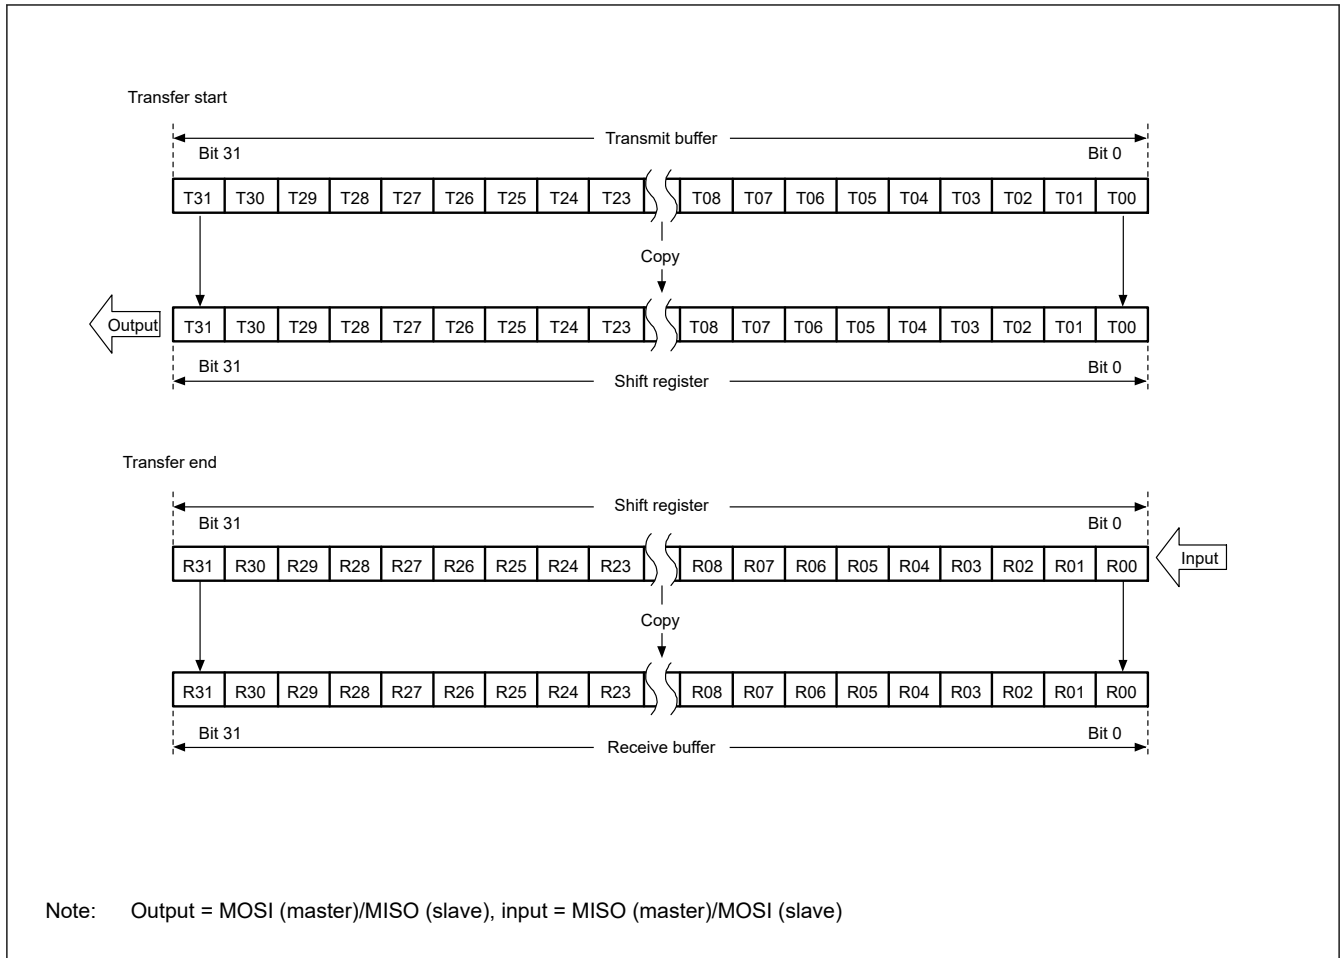 Transfer start
Transmit buffer
Bit 31 Bit 0
T31 T30 T29 T28 T27 T26 T25 T24 T23 T08 T07 T06 T05 T04 T03 T02 T01 T00
Copy
Output T31 T30 T29 T28 T27 T26 T25 T24 T23 T08 T07 T06 T05 T04 T03 T02 T01 T00
Bit 31 Bit 0
Shift register
Transfer end
Shift register
Bit 31 Bit 0
R31 R30 R29 R28 R27 R26 R25 R24 R23 R08 R07 R06 R05 R04 R03 R02 R01 R00 Input
Copy
R31 R30 R29 R28 R27 R26 R25 R24 R23 R08 R07 R06 R05 R04 R03 R02 R01 R00
Bit 31 Bit 0
Receive buffer
Note: Output = MOSI (master)/MISO (slave), input = MISO (master)/MOSI (slave)